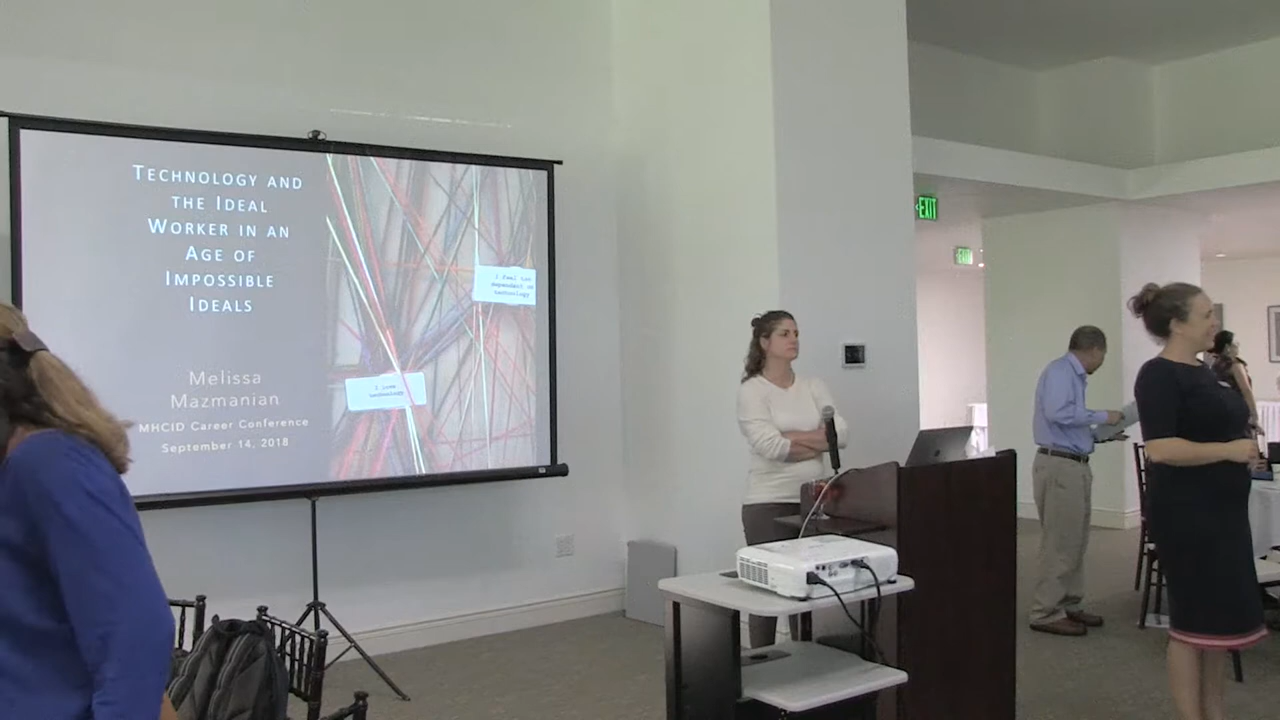 TECHNOLOGY AND
THE IDEAL
WORKER IN AN
AGE OF
IMPOSSIBLE
IDEALS
Melissa
Mazmanian
MHCID Career Conference
September 14, 2018
I feel too
dependent on
technology
I love
technology
EXIT
EXIT